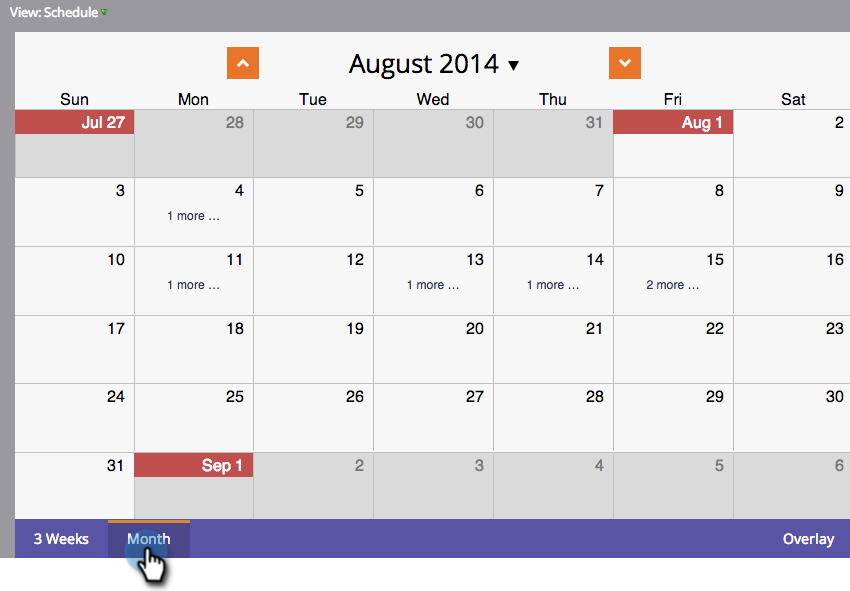 View: Schedule
August 2014
Sun Mon Tue Wed Thu Fri Sat
Jul 27 28 29 30 31 Aug 1 2
3 4 5 6 7 8 9
1 more ...
10 11 12 13 14 15 16
1 more ... 1 more ... 1 more ... 2 more ...
17 18 19 20 21 22 23
24 25 26 27 28 29 30
31 Sep 1 2 3 4 5 6
3 Weeks Month Overlay